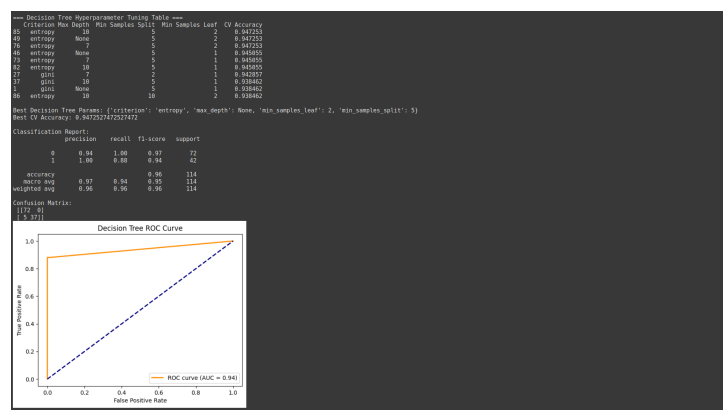 === Decision Tree Hyperparameter Tuning Table ===
Criterion Max Depth Min Samples Split Min Samples Leaf CV Accuracy
85 entropy 10 5 2 0.947253
49 entropy None 5 2 0.947253
76 entropy 7 5 2 0.947253
46 entropy None 5 1 0.945055
73 entropy 7 5 1 0.945055
82 entropy 10 5 1 0.945055
27 gini 7 2 1 0.942857
37 gini 10 5 1 0.938462
1 gini None 5 1 0.938462
86 entropy 10 10 2 0.938462
Best Decision Tree Params: {'criterion': 'entropy', 'max_depth': None, 'min_samples_leaf': 2, 'min_samples_split': 5}
Best CV Accuracy: 0.9472527472527472
Classification Report:
precision recall f1-score support
0 0.94 1.00 0.97 72
1 1.00 0.88 0.94 42
accuracy 0.96 114
macro avg 0.97 0.94 0.95 114
weighted avg 0.96 0.96 0.96 114
Confusion Matrix:
[[72 0]
[ 5 37]]
Decision Tree ROC Curve
1.0
0.8
0.6
0.4
0.2
0.0
True Positive Rate
ROC curve (AUC = 0.94)
0.0 0.2 0.4 0.6 0.8 1.0
False Positive Rate